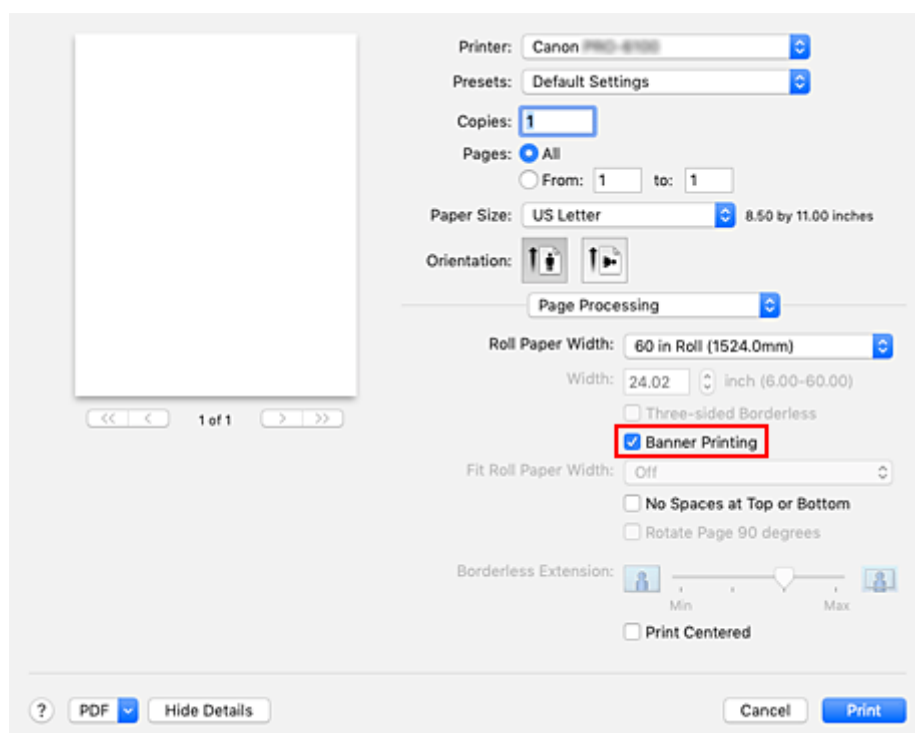 Printer: Canon
Presets: Default Settings
Copies: 1
Pages: All
From: 1 to: 1
Paper Size: US Letter 8.50 by 11.00 inches
Orientation:
Page Processing
Roll Paper Width: 60 in Roll (1524.0mm)
Width: 24.02 inch (6.00-60.00)
Three-sided Borderless
<< < 1 of 1 > >>
Banner Printing
Fit Roll Paper Width: Off
No Spaces at Top or Bottom
Rotate Page 90 degrees
Borderless Extension:
Min Max
Print Centered
? PDF Hide Details Cancel Print